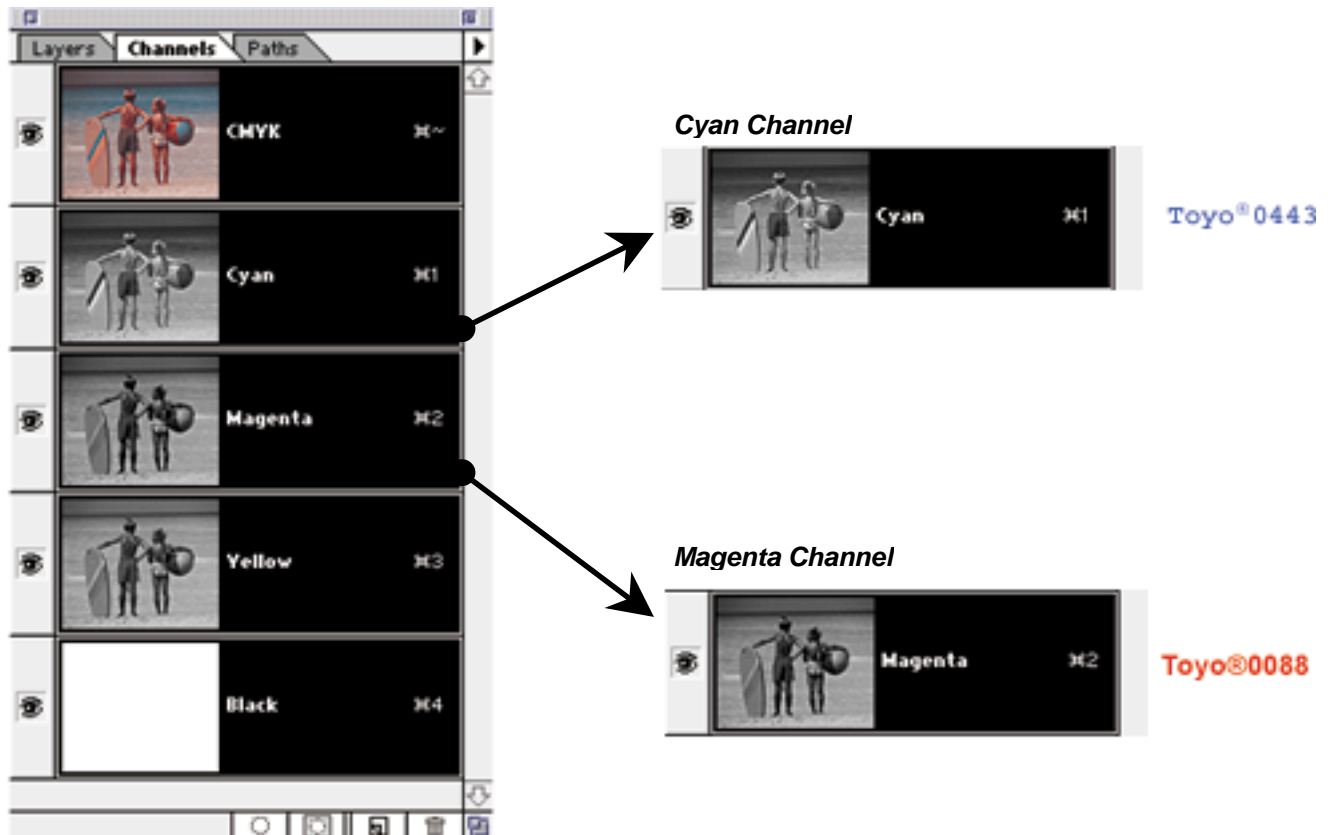 Layers Channels Paths
CMYK ⌘~
Cyan ⌘1
Magenta ⌘2
Yellow ⌘3
Black ⌘4
Cyan Channel
Cyan ⌘1
Toyo®0443
Magenta Channel
Magenta ⌘2
Toyo®0088